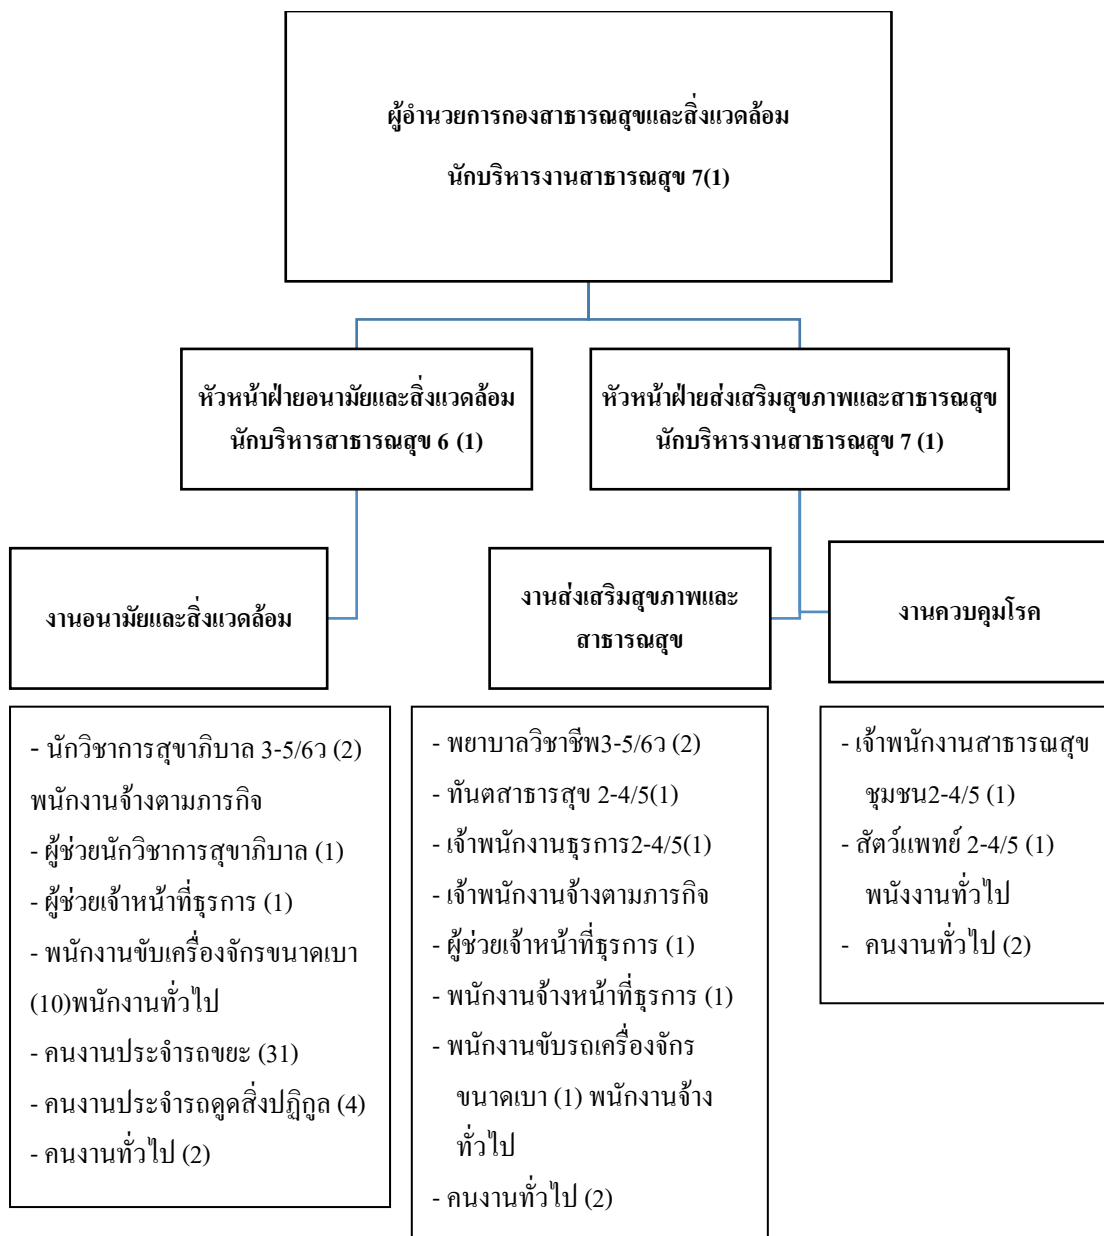 ผู้อำนวยการกองสาธารณสุขและสิ่งแวดล้อม
นักบริหารงานสาธารณสุข 7(1)
หัวหน้าฝ่ายอนามัยและสิ่งแวดล้อม
นักบริหารสาธารณสุข 6 (1)
หัวหน้าฝ่ายส่งเสริมสุขภาพและสาธารณสุข
นักบริหารงานสาธารณสุข 7 (1)
งานอนามัยและสิ่งแวดล้อม
งานส่งเสริมสุขภาพและ
สาธารณสุข
งานควบคุมโรค
- นักวิชาการสุขาภิบาล 3-5/6ว (2)
พนักงานจ้างตามภารกิจ
- ผู้ช่วยนักวิชาการสุขาภิบาล (1)
- ผู้ช่วยเจ้าหน้าที่ธุรการ (1)
- พนักงานขับเครื่องจักรขนาดเบา
(10)พนักงานทั่วไป
- คนงานประจำรถขยะ (31)
- คนงานประจำรถดูดสิ่งปฏิกูล (4)
- คนงานทั่วไป (2)
- พยาบาลวิชาชีพ3-5/6ว (2)
- ทันตสาธารสุข 2-4/5(1)
- เจ้าพนักงานธุรการ2-4/5(1)
- เจ้าพนักงานจ้างตามภารกิจ
- ผู้ช่วยเจ้าหน้าที่ธุรการ (1)
- พนักงานจ้างหน้าที่ธุรการ (1)
- พนักงานขับรถเครื่องจักร
ขนาดเบา (1) พนักงานจ้าง
ทั่วไป
- คนงานทั่วไป (2)
- เจ้าพนักงานสาธารณสุข
ชุมชน2-4/5 (1)
- สัตว์แพทย์ 2-4/5 (1)
พนังงานทั่วไป
- คนงานทั่วไป (2)